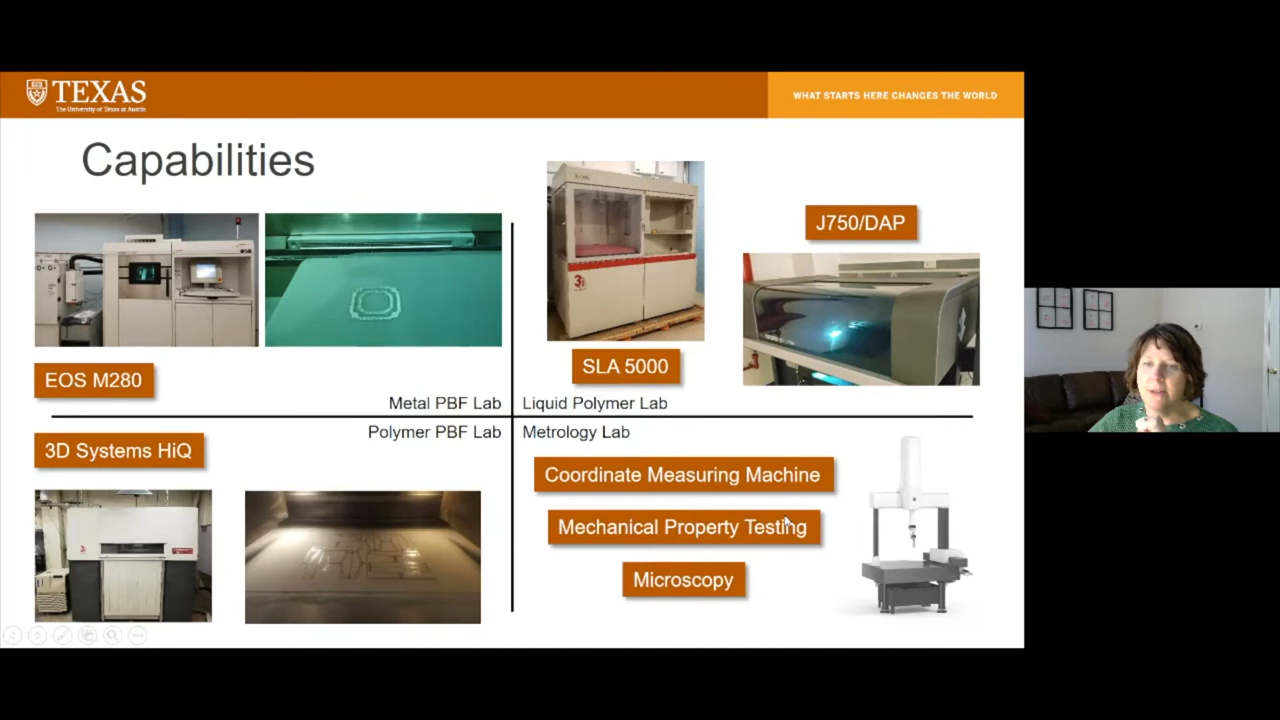 TEXAS
The University of Texas at Austin
WHAT STARTS HERE CHANGES THE WORLD
Capabilities
J750/DAP
SLA 5000
EOS M280
Metal PBF Lab
Liquid Polymer Lab
Polymer PBF Lab
Metrology Lab
3D Systems HiQ
Coordinate Measuring Machine
Mechanical Property Testing
Microscopy